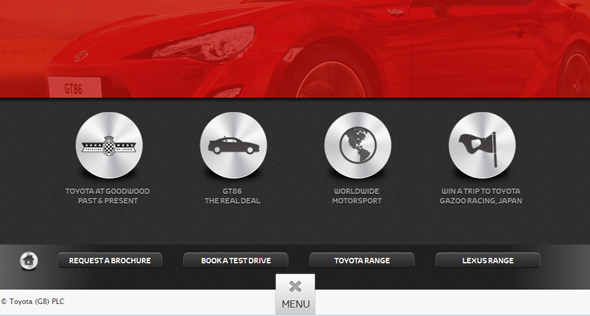 GT86
TOYOTA AT GOODWOOD
PAST & PRESENT
GT86
THE REAL DEAL
WORLDWIDE
MOTORSPORT
WIN A TRIP TO TOYOTA
GAZOO RACING, JAPAN
REQUEST A BROCHURE
BOOK A TEST DRIVE
TOYOTA RANGE
LEXUS RANGE
MENU
© Toyota (GB) PLC